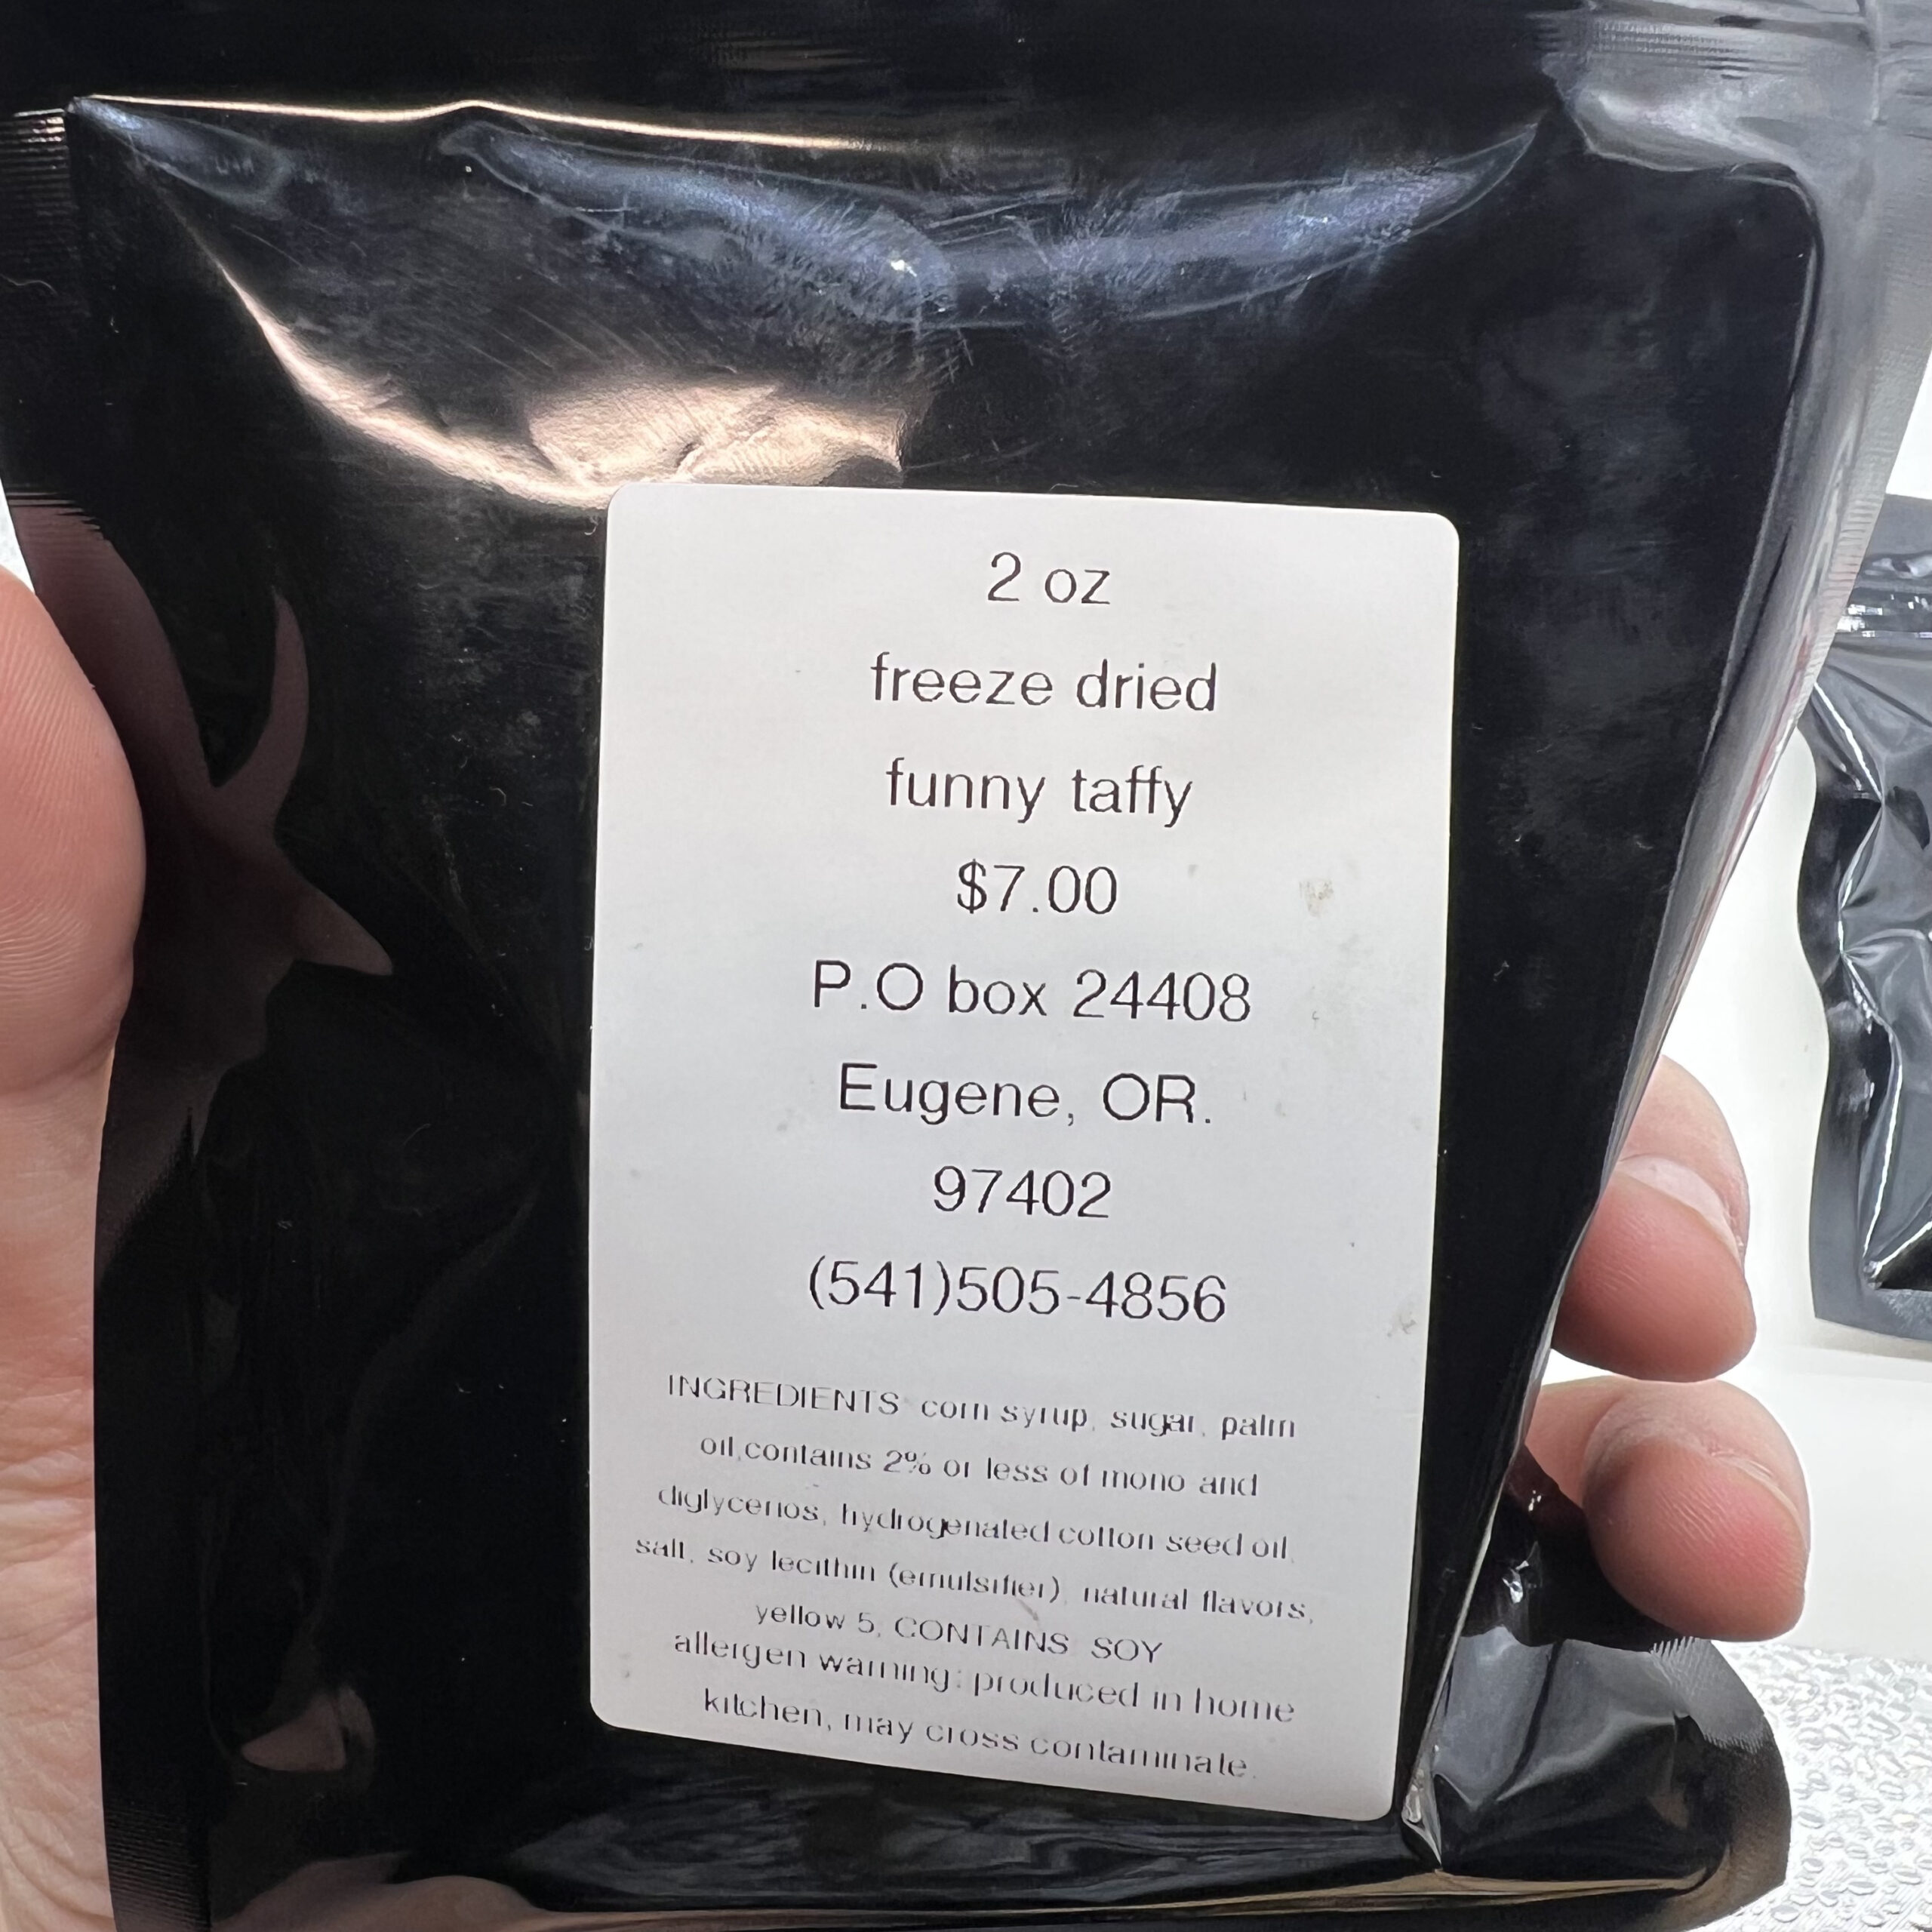 2 oz
freeze dried
funny taffy
$7.00
P.O box 24408
Eugene, OR.
97402
(541)505-4856
INGREDIENTS corn syrup, sugar, palm
oil,contains 2% or less of mono and
diglycerios, hydrogenated cotton seed oil,
salt, soy lecithin (emulsifier), natural flavors,
yellow 5, CONTAINS SOY
allergen warning: produced in home
kitchen, may cross contaminate.